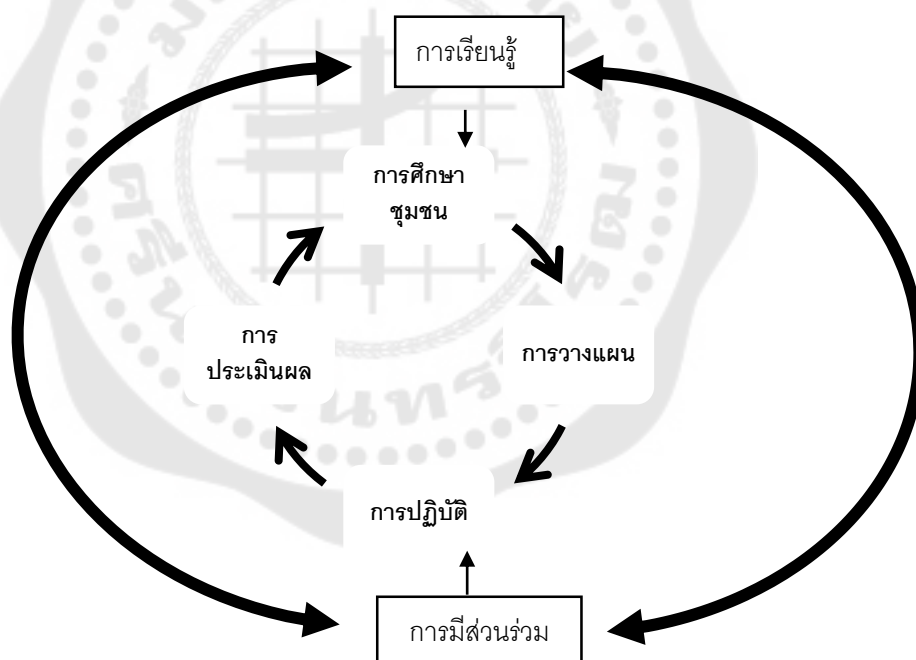 การเรียนรู้
การศึกษา
ชุมชน
การ
ประเมินผล
การวางแผน
การปฏิบัติ
การมีส่วนร่วม